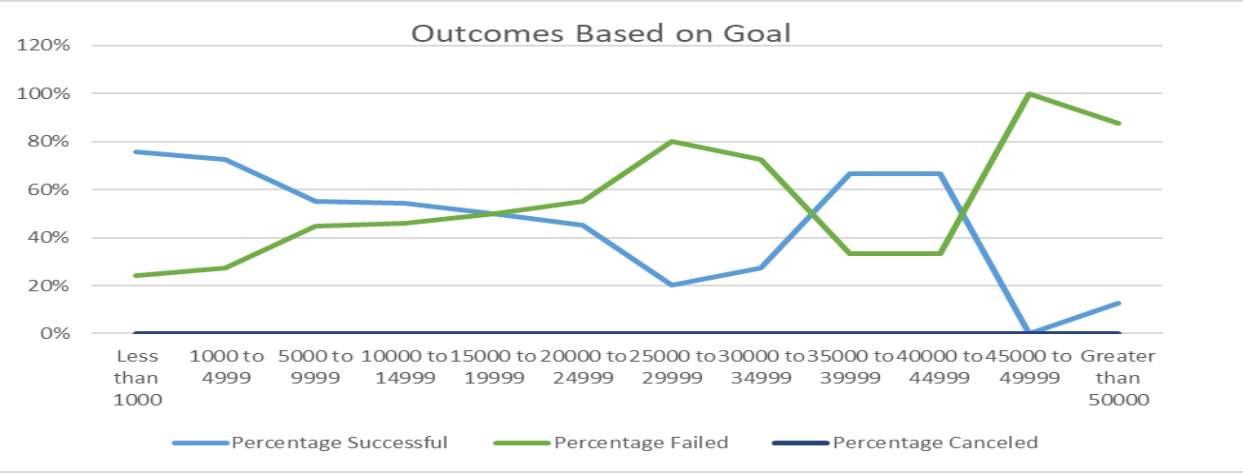 Outcomes Based on Goal
120%
100%
80%
60%
40%
20%
0%
Less than 1000
1000 to 4999
5000 to 9999
10000 to 14999
15000 to 19999
20000 to 24999
25000 to 29999
30000 to 34999
35000 to 39999
40000 to 44999
45000 to 49999
Greater than 50000
Percentage Successful
Percentage Failed
Percentage Canceled